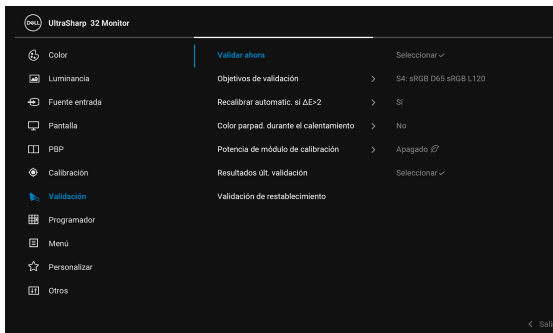 DELL UltraSharp 32 Monitor
Color
Luminancia
Fuente entrada
Pantalla
PBP
Calibración
Validación
Programador
Menú
Personalizar
Otros
Validar ahora Seleccionar
Objetivos de validación S4: sRGB D65 sRGB L120
Recalibrar automatic. si ΔE>2 Sí
Color parpad. durante el calentamiento No
Potencia de módulo de calibración Apagado
Resultados últ. validación Seleccionar
Validación de restablecimiento